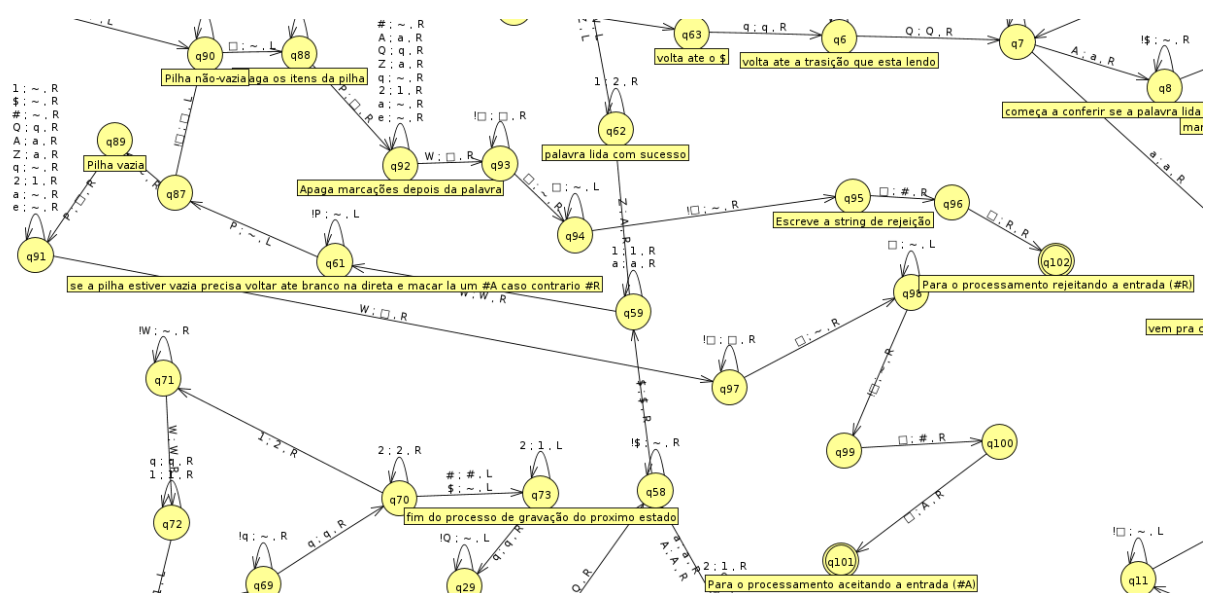 q90
□ ; ~ , L
q88
Pilha não-vazia
aga os itens da pilha
# ; ~ , R
A ; a , R
Q ; q , R
Z ; a , R
q ; ~ , R
2 ; 1 , R
a ; ~ , R
e ; ~ , R
q63
volta ate o $
q ; q , R
q6
volta ate a trasição que esta lendo
Q ; Q , R
q7
A ; a , R
!$ ; ~ , R
q8
começa a conferir se a palavra lida
mar
a ; a , R
1 ; 2 , R
q62
palavra lida com sucesso
1 ; ~ , R
$ ; ~ , R
# ; ~ , R
Q ; q , R
A ; a , R
Z ; a , R
q ; ~ , R
2 ; 1 , R
a ; ~ , R
e ; ~ , R
q89
Pilha vazia
P ; □ , R
q87
q91
P ; □ , R
q92
Apaga marcações depois da palavra
W ; □ , R
!□ ; □ , R
q93
□ ; ~ , R
□ ; ~ , L
q94
!□ ; ~ , R
q95
Escreve a string de rejeição
□ ; # , R
q96
□ ; R , R
q102
Para o processamento rejeitando a entrada (#R)
P ; ~ , L
!P ; ~ , L
q61
se a pilha estiver vazia precisa voltar ate branco na direta e macar la um #A caso contrario #R
W ; W , R
Z ; A , R
1 ; 1 , R
a ; a , R
q59
W ; □ , R
□ ; ~ , L
q98
vem pra
!□ ; □ , R
q97
□ ; ~ , R
!□ ; ~ , R
!W ; ~ , R
q71
1 ; 2 , R
W ; W , R
q ; q , R
1 ; 1 , R
q72
2 ; 2 , R
q70
# ; # , L
$ ; ~ , L
2 ; 1 , L
q73
fim do processo de gravação do proximo estado
$ ; $ , R
!$ ; ~ , R
q58
q99
□ ; # , R
q100
□ ; A , R
q101
Para o processamento aceitando a entrada (#A)
!q ; ~ , R
q69
q ; q , R
!Q ; ~ , L
q29
q ; q , R
Q , R
a ; a , R
A ; A , R
2 ; 1 , R
!□ ; ~ , L
q11